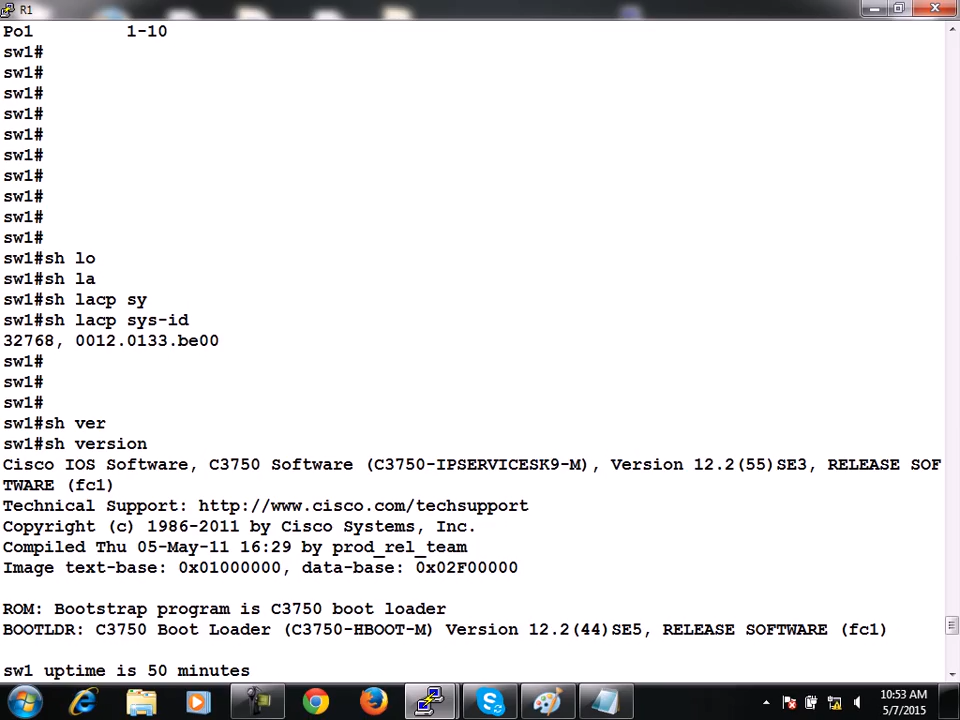 R1
Po1         1-10
sw1#
sw1#
sw1#
sw1#
sw1#
sw1#
sw1#
sw1#
sw1#
sw1#
sw1#sh lo
sw1#sh la
sw1#sh lacp sy
sw1#sh lacp sys-id
32768, 0012.0133.be00
sw1#
sw1#
sw1#
sw1#sh ver
sw1#sh version
Cisco IOS Software, C3750 Software (C3750-IPSERVICESK9-M), Version 12.2(55)SE3, RELEASE SOF
TWARE (fc1)
Technical Support: http://www.cisco.com/techsupport
Copyright (c) 1986-2011 by Cisco Systems, Inc.
Compiled Thu 05-May-11 16:29 by prod_rel_team
Image text-base: 0x01000000, data-base: 0x02F00000
ROM: Bootstrap program is C3750 boot loader
BOOTLDR: C3750 Boot Loader (C3750-HBOOT-M) Version 12.2(44)SE5, RELEASE SOFTWARE (fc1)
sw1 uptime is 50 minutes
10:53 AM
5/7/2015